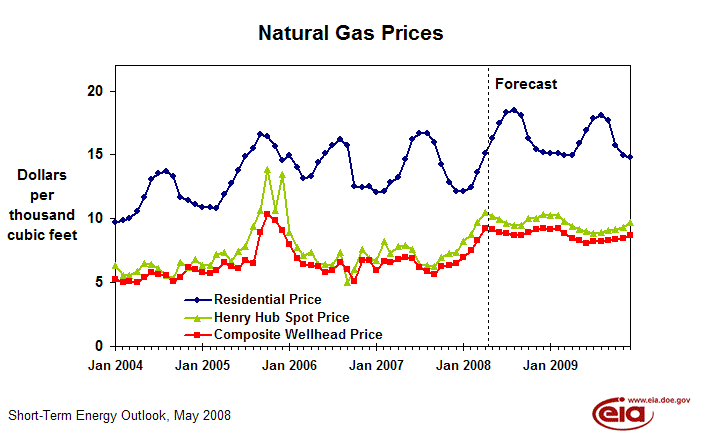 Natural Gas Prices
Forecast
20
15
10
5
0
Dollars
per
thousand
cubic feet
Residential Price
Henry Hub Spot Price
Composite Wellhead Price
Jan 2004 Jan 2005 Jan 2006 Jan 2007 Jan 2008 Jan 2009
Short-Term Energy Outlook, May 2008
eia
www.eia.doe.gov